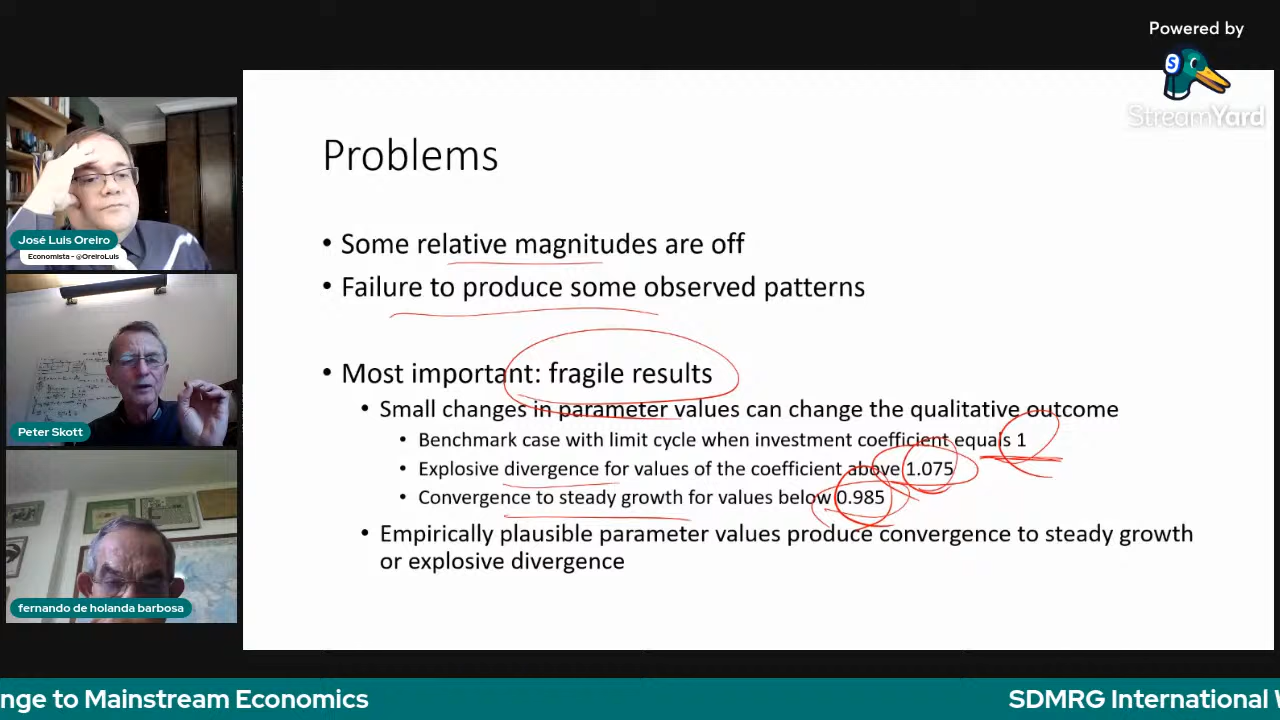 Powered by
StreamYard
Problems
• Some relative magnitudes are off
• Failure to produce some observed patterns
• Most important: fragile results
• Small changes in parameter values can change the qualitative outcome
• Benchmark case with limit cycle when investment coefficient equals 1
• Explosive divergence for values of the coefficient above 1.075
• Convergence to steady growth for values below 0.985
• Empirically plausible parameter values produce convergence to steady growth
or explosive divergence
José Luis Oreiro
Economista - @OreiroLuis
Peter Skott
fernando de holanda barbosa
nge to Mainstream Economics
SDMRG International W